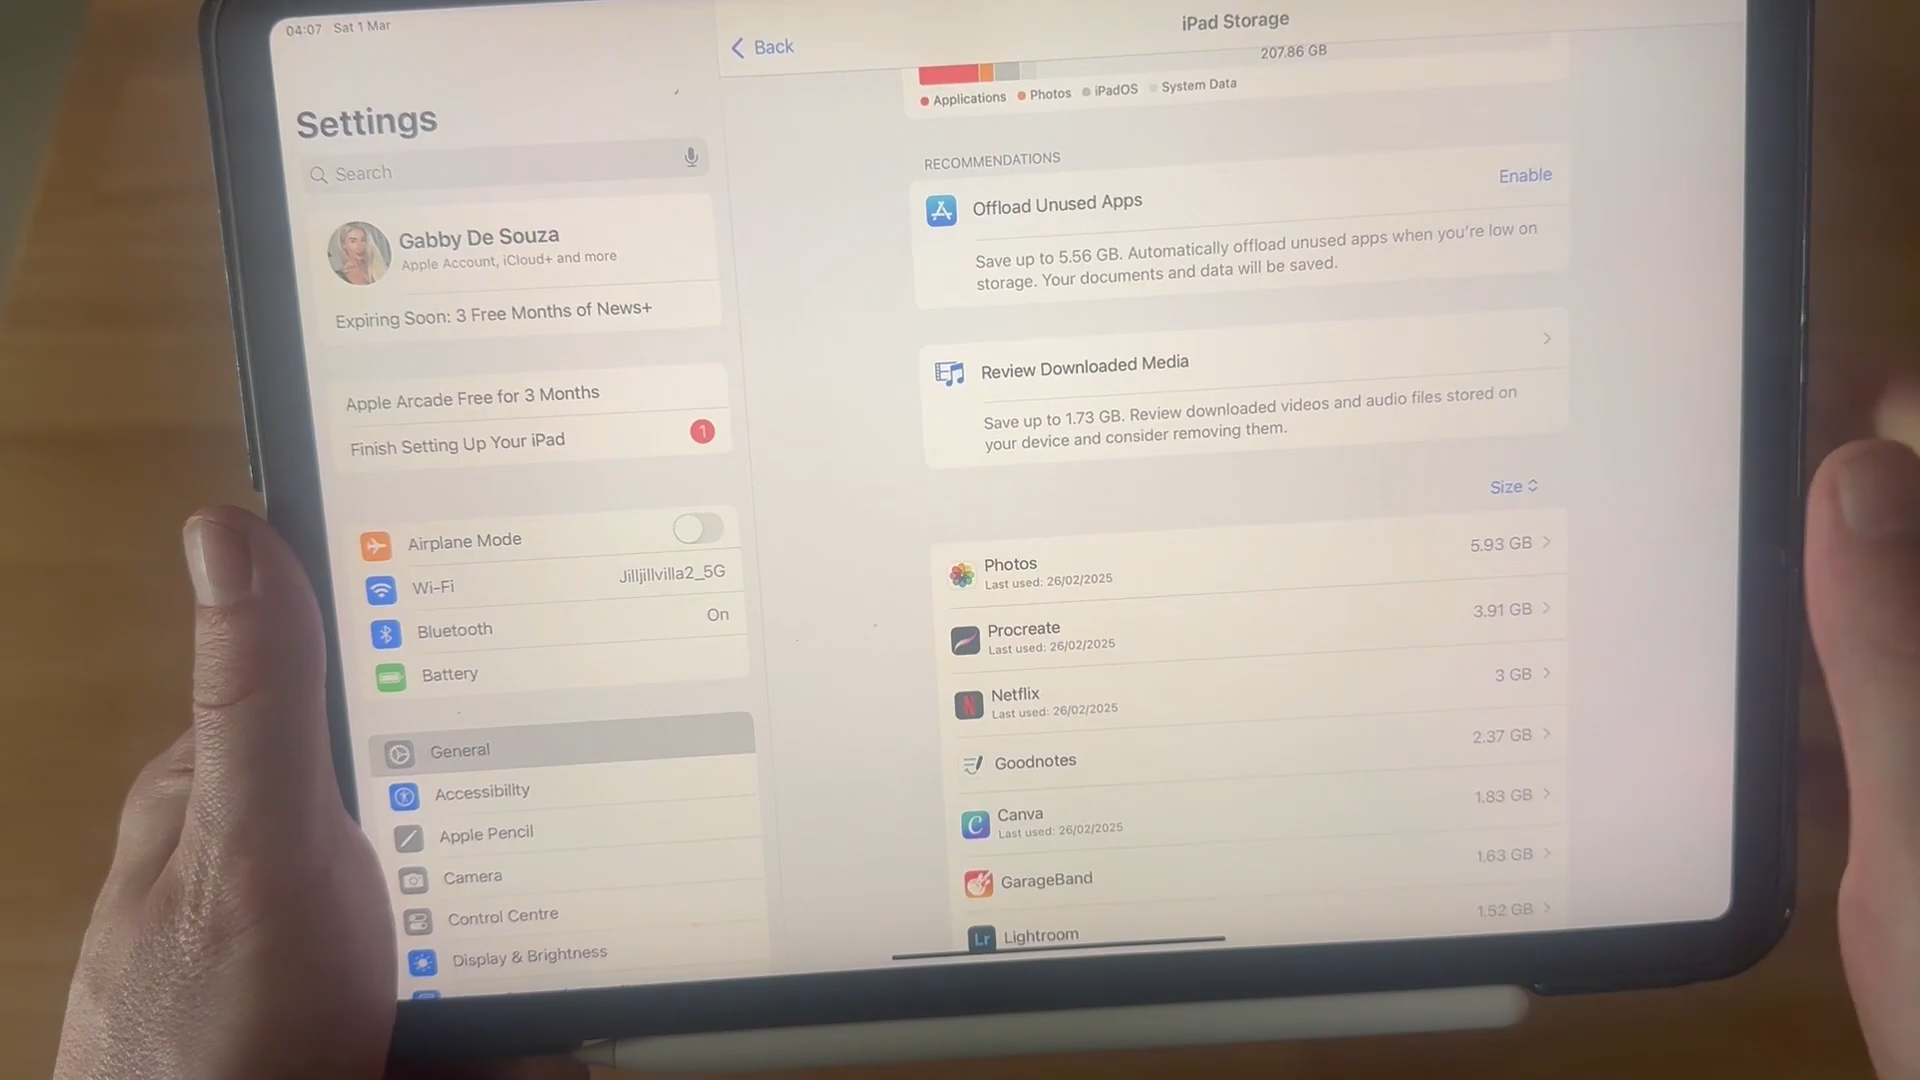 04:07 Sat 1 Mar
Settings
Search
Gabby De Souza
Apple Account, iCloud+ and more
Expiring Soon: 3 Free Months of News+
Apple Arcade Free for 3 Months
Finish Setting Up Your iPad
1
Airplane Mode
Wi-Fi Jilljillvilla2_5G
Bluetooth On
Battery
General
Accessibility
Apple Pencil
Camera
Control Centre
Display & Brightness
Back
iPad Storage
207.86 GB
Applications Photos iPadOS System Data
RECOMMENDATIONS
Offload Unused Apps Enable
Save up to 5.56 GB. Automatically offload unused apps when you're low on
storage. Your documents and data will be saved.
Review Downloaded Media
Save up to 1.73 GB. Review downloaded videos and audio files stored on
your device and consider removing them.
Size
Photos 5.93 GB
Last used: 26/02/2025
Procreate 3.91 GB
Last used: 26/02/2025
Netflix 3 GB
Last used: 26/02/2025
Goodnotes 2.37 GB
Canva 1.83 GB
Last used: 26/02/2025
GarageBand 1.63 GB
Lr Lightroom 1.52 GB